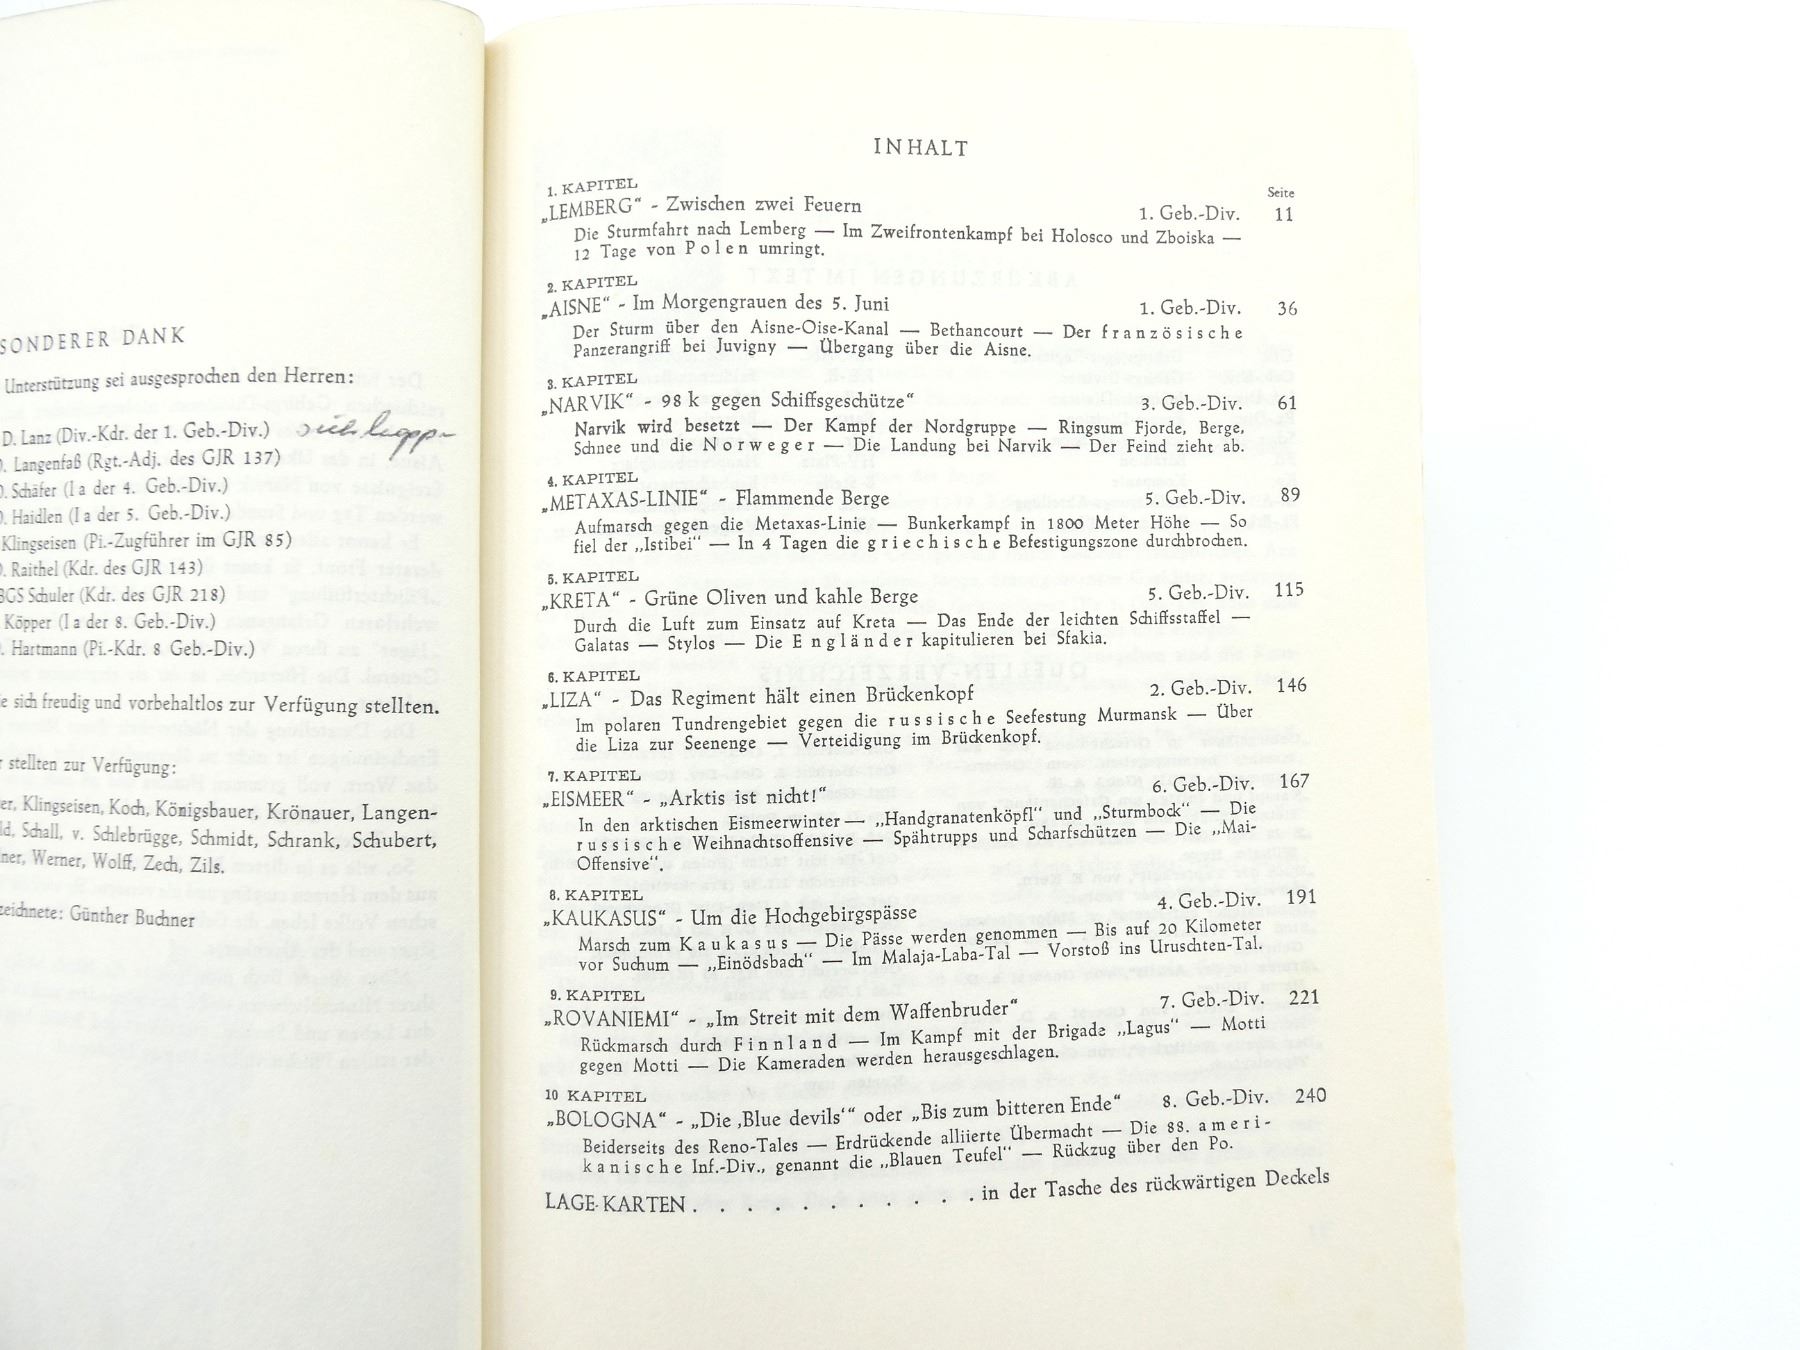 SONDERER DANK
Unterstützung sei ausgesprochen den Herren:
D. Lanz (Div.-Kdr. der 1. Geb.-Div.)
D. Langenfaß (Rgt.-Adj. des GJR 137)
D. Schäfer (I a der 4. Geb.-Div.)
D. Haidlen (I a der 5. Geb.-Div.)
Klingseisen (Pi.-Zugführer im GJR 85)
D. Raithel (Kdr. des GJR 143)
BGS Schuler (Kdr. des GJR 218)
Köpper (I a der 8. Geb.-Div.)
. Hartmann (Pi.-Kdr. 8 Geb.-Div.)
e sich freudig und vorbehaltlos zur Verfügung stellten.
r stellten zur Verfügung:
er, Klingseisen, Koch, Königsbauer, Krönauer, Langen-
ld, Schall, v. Schlebrügge, Schmidt, Schrank, Schubert,
ner, Werner, Wolff, Zech, Zils.
zeichnete: Günther Buchner
INHALT
Seite
1. KAPITEL
„LEMBERG“ - Zwischen zwei Feuern 1. Geb.-Div. 11
Die Sturmfahrt nach Lemberg — Im Zweifrontenkampf bei Holosco und Zboiska —
12 Tage von Polen umringt.
2. KAPITEL
„AISNE“ - Im Morgengrauen des 5. Juni 1. Geb.-Div. 36
Der Sturm über den Aisne-Oise-Kanal — Bethancourt — Der französische
Panzerangriff bei Juvigny — Übergang über die Aisne.
3. KAPITEL
„NARVIK“ - 98 k gegen Schiffsgeschütze“ 3. Geb.-Div. 61
Narvik wird besetzt — Der Kampf der Nordgruppe — Ringsum Fjorde, Berge,
Schnee und die Norweger — Die Landung bei Narvik — Der Feind zieht ab.
4. KAPITEL
„METAXAS-LINIE“ - Flammende Berge 5. Geb.-Div. 89
Aufmarsch gegen die Metaxas-Linie — Bunkerkampf in 1800 Meter Höhe — So
fiel der „Istibei“ — In 4 Tagen die griechische Befestigungszone durchbrochen.
5. KAPITEL
„KRETA“ - Grüne Oliven und kahle Berge 5. Geb.-Div. 115
Durch die Luft zum Einsatz auf Kreta — Das Ende der leichten Schiffsstaffel —
Galatas — Stylos — Die Engländer kapitulieren bei Sfakia.
6. KAPITEL
„LIZA“ - Das Regiment hält einen Brückenkopf 2. Geb.-Div. 146
Im polaren Tundrengebiet gegen die russische Seefestung Murmansk — Über
die Liza zur Seenenge — Verteidigung im Brückenkopf.
7. KAPITEL
„EISMEER“ - „Arktis ist nicht!“ 6. Geb.-Div. 167
In den arktischen Eismeerwinter — „Handgranatenköpfl“ und „Sturmbock“ — Die
russische Weihnachtsoffensive — Spähtrupps und Scharfschützen — Die „Mai-
Offensive“.
8. KAPITEL
„KAUKASUS“ - Um die Hochgebirgspässe 4. Geb.-Div. 191
Marsch zum Kaukasus — Die Pässe werden genommen — Bis auf 20 Kilometer
vor Suchum — „Einödsbach“ — Im Malaja-Laba-Tal — Vorstoß ins Uruschten-Tal.
9. KAPITEL
„ROVANIEMI“ - „Im Streit mit dem Waffenbruder“ 7. Geb.-Div. 221
Rückmarsch durch Finnland — Im Kampf mit der Brigade „Lagus“ — Motti
gegen Motti — Die Kameraden werden herausgeschlagen.
10 KAPITEL
„BOLOGNA“ - „Die ‚Blue devils‘“ oder „Bis zum bitteren Ende“ 8. Geb.-Div. 240
Beiderseits des Reno-Tales — Erdrückende alliierte Übermacht — Die 88. ameri-
kanische Inf.-Div., genannt die „Blauen Teufel“ — Rückzug über den Po.
LAGE-KARTEN . . . . . . . . . . . in der Tasche des rückwärtigen Deckels